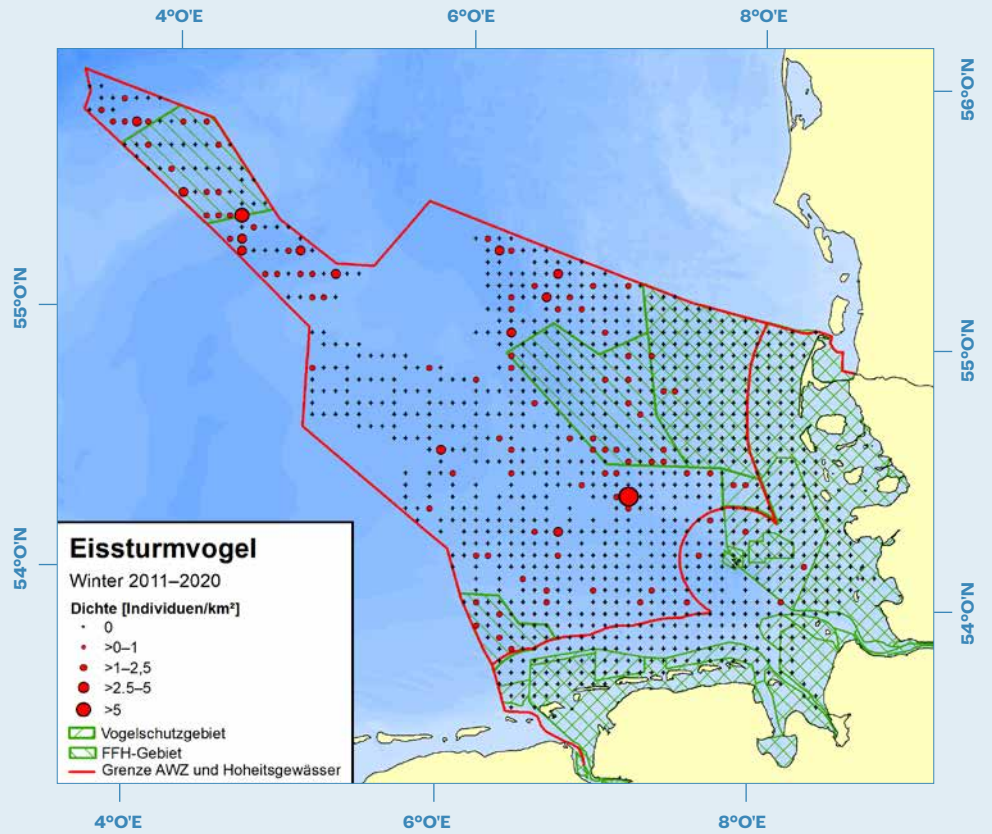 4°O'E 6°O'E 8°O'E
56°O'N
55°O'N
55°O'N
54°O'N
54°O'N
Eissturmvogel
Winter 2011–2020
Dichte [Individuen/km²]
0
>0–1
>1–2,5
>2.5–5
>5
Vogelschutzgebiet
FFH-Gebiet
Grenze AWZ und Hoheitsgewässer
4°O'E 6°O'E 8°O'E